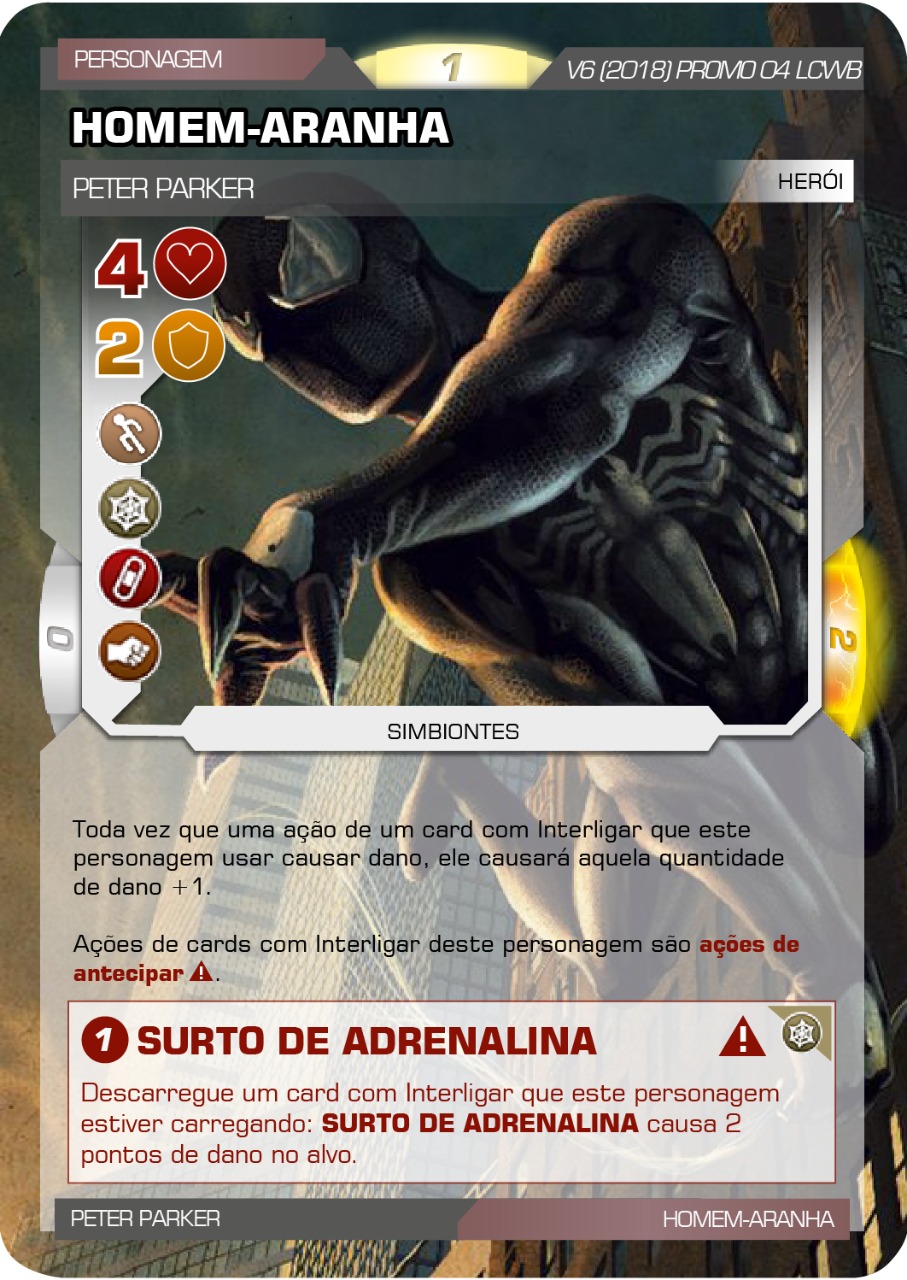 PERSONAGEM
1
V6 (2018) PROMO 04 LCWB
HOMEM-ARANHA
PETER PARKER
HERÓI
4
2
0
2
SIMBIONTES
Toda vez que uma ação de um card com Interligar que este
personagem usar causar dano, ele causará aquela quantidade
de dano +1.
Ações de cards com Interligar deste personagem são ações de
antecipar.
1 SURTO DE ADRENALINA
Descarregue um card com Interligar que este personagem
estiver carregando: SURTO DE ADRENALINA causa 2
pontos de dano no alvo.
PETER PARKER
HOMEM-ARANHA